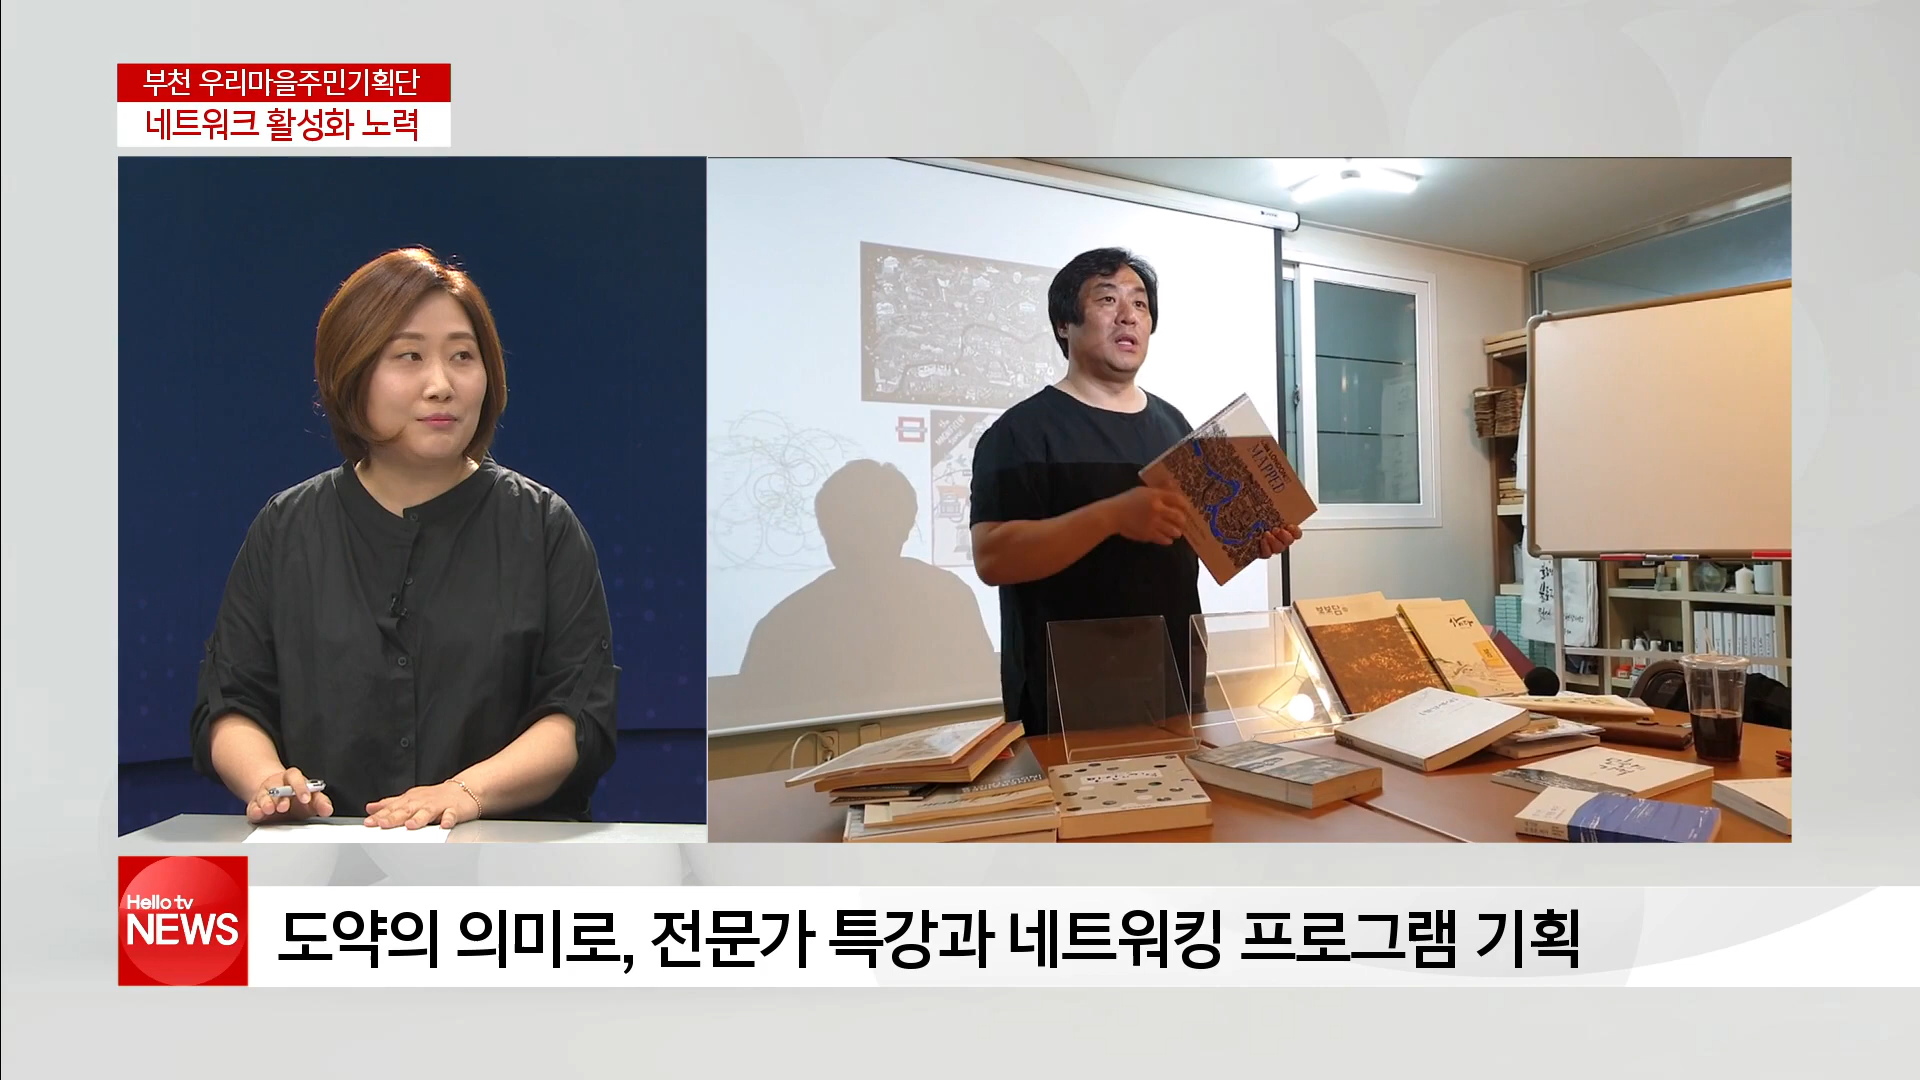 부천 우리마을주민기획단
네트워크 활성화 노력
LONDON
MAPPED
Hello tv
NEWS
도약의 의미로, 전문가 특강과 네트워킹 프로그램 기획